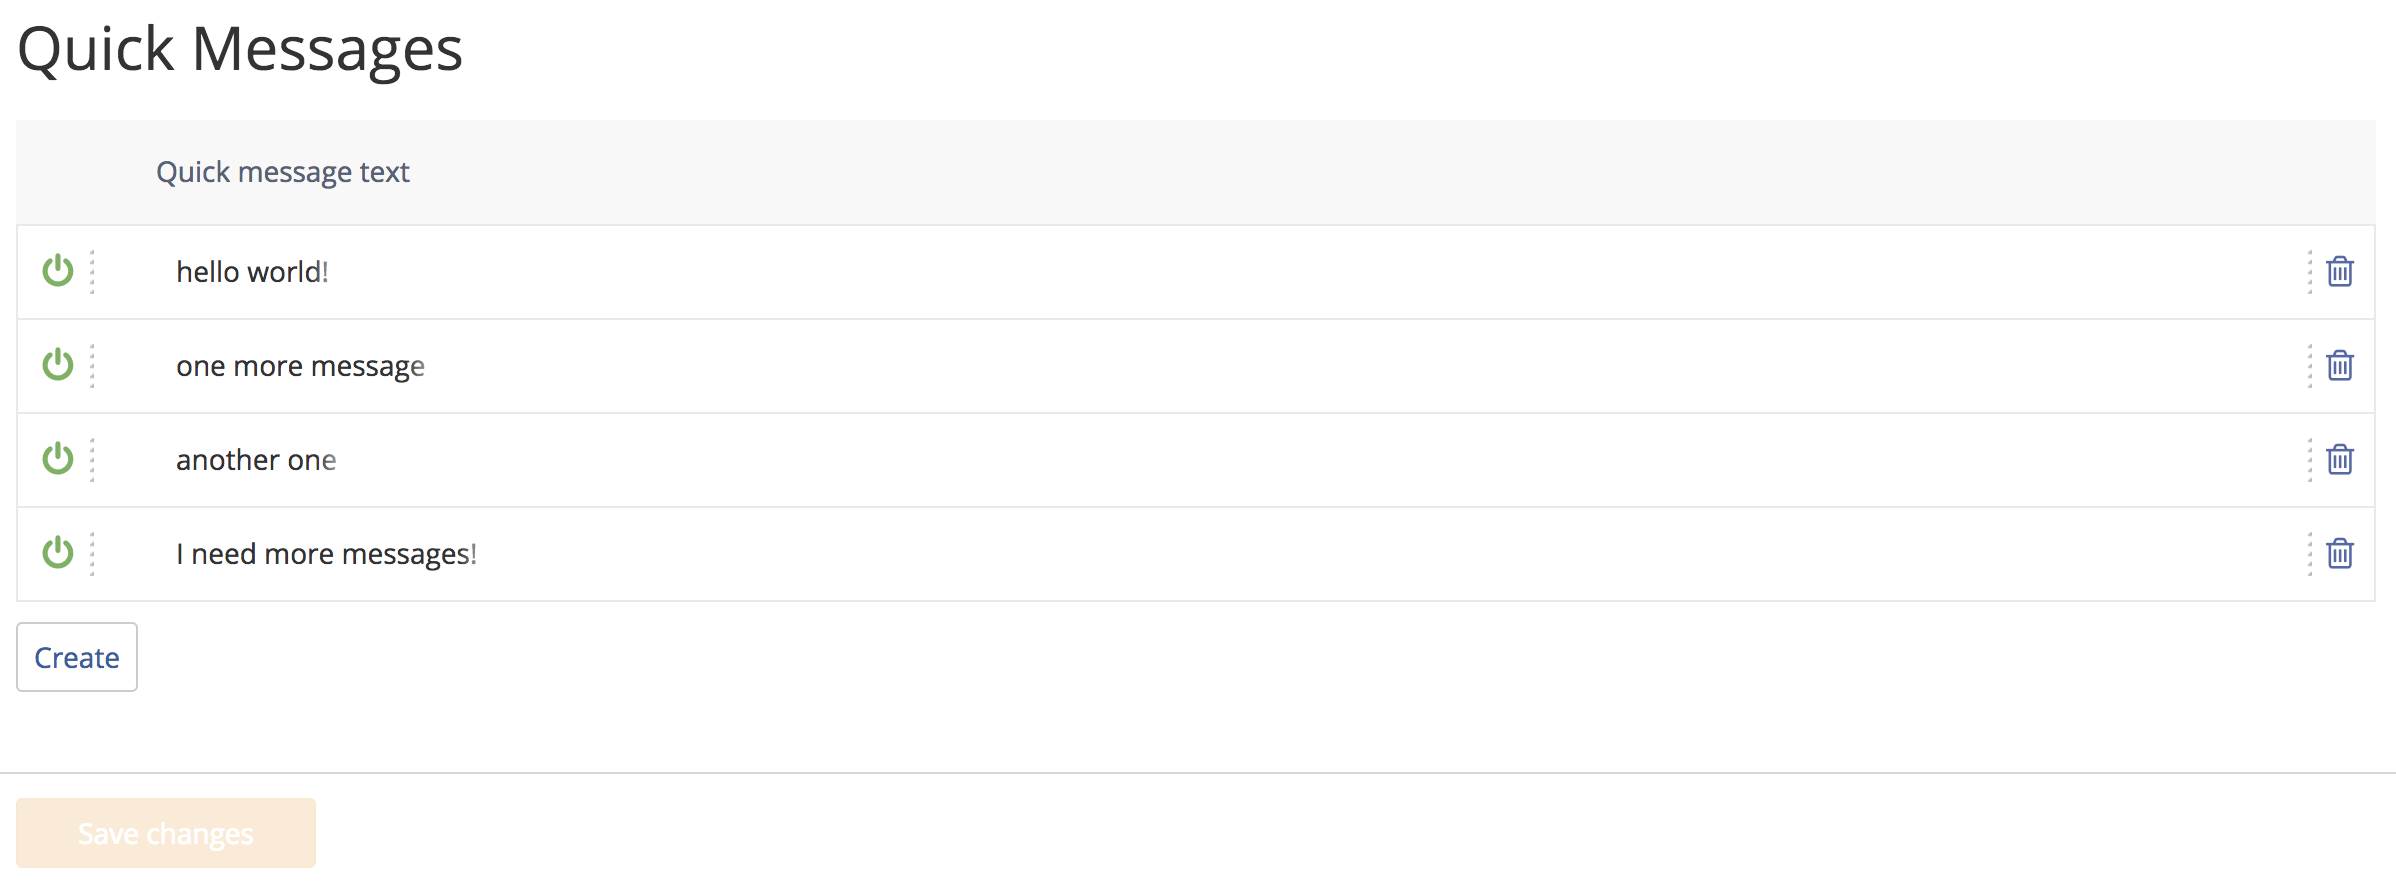 Quick Messages
Quick message text
hello world!
one more message
another one
I need more messages!
Create
Save changes